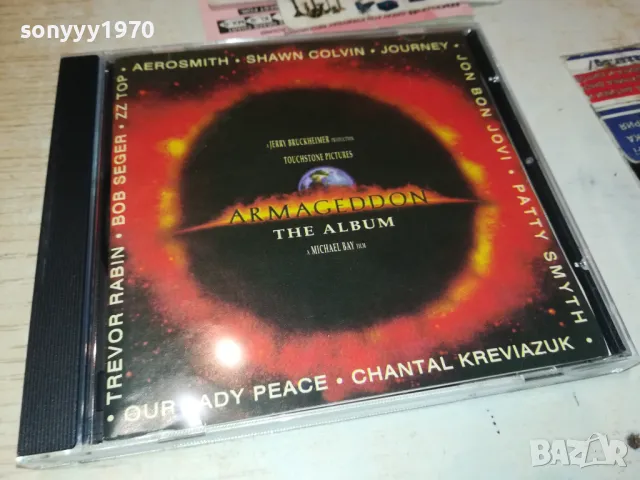 sonyyy1970
• AEROSMITH • SHAWN COLVIN • JOURNEY •
JON BON JOVI • PATTY SMYTH •
A JERRY BRUCKHEIMER PRODUCTION
TOUCHSTONE PICTURES
ARMAGEDDON
THE ALBUM
A MICHAEL BAY FILM
• TREVOR RABIN • BOB SEGER • ZZ TOP
OUR LADY PEACE • CHANTAL KREVIAZUK
BAZAR
bg